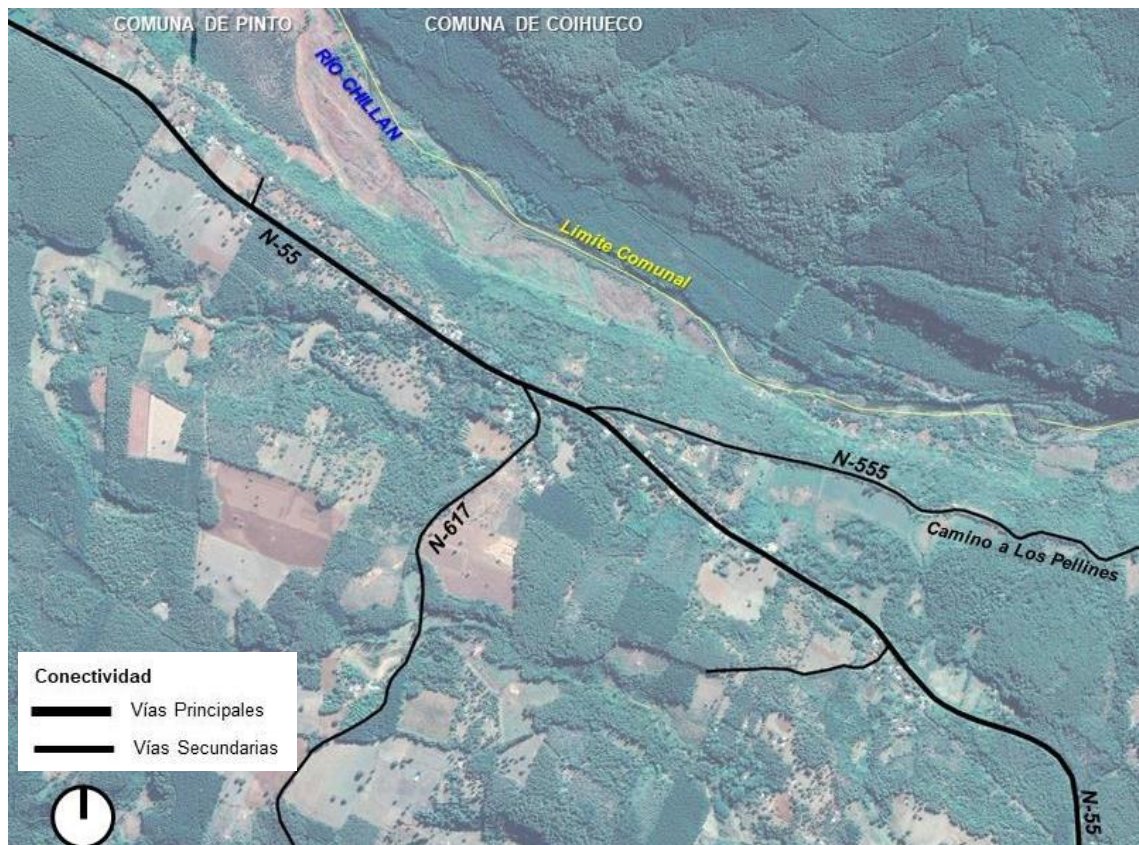 COMUNA DE PINTO
COMUNA DE COIHUECO
RÍO CHILLAN
Límite Comunal
N-55
N-555
Camino a Los Pellines
N-617
N-55
Conectividad
Vías Principales
Vías Secundarias